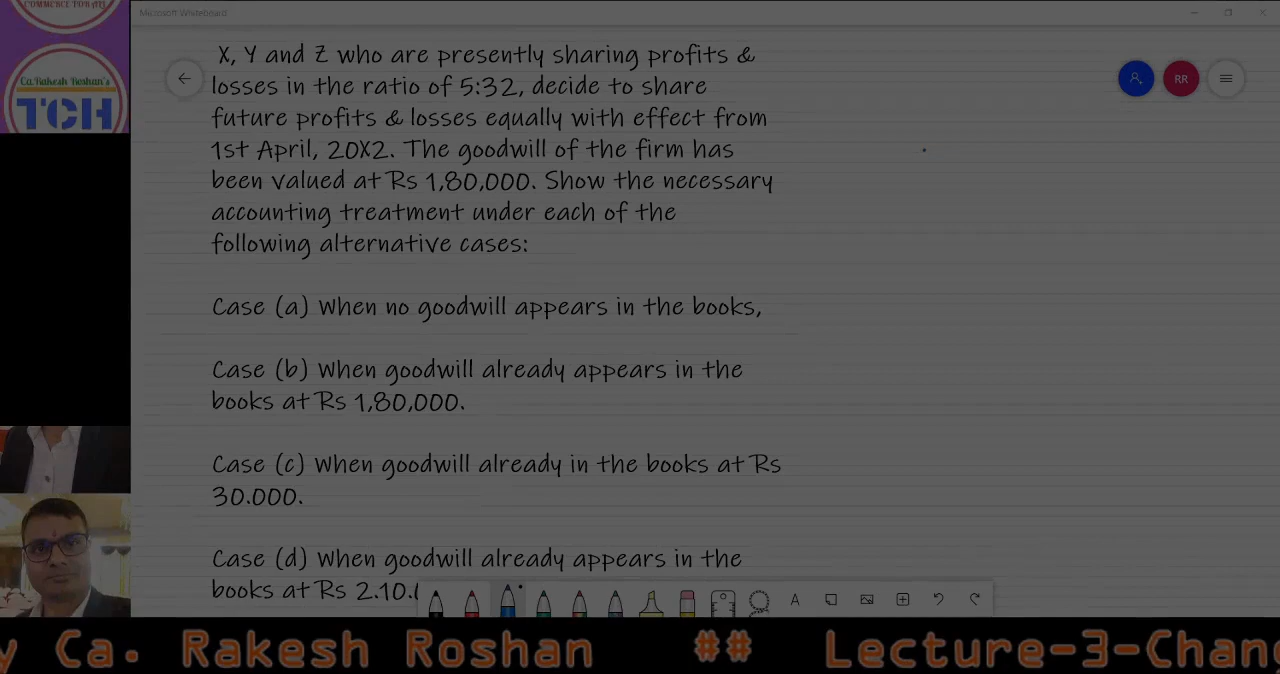 COMMERCE FOR ALL
Microsoft Whiteboard
Ca Rakesh Roshan's
TCH
RR
X, Y and Z who are presently sharing profits &
losses in the ratio of 5:32, decide to share
future profits & losses equally with effect from
1st April, 20X2. The goodwill of the firm has
been valued at Rs 1,80,000. Show the necessary
accounting treatment under each of the
following alternative cases:
Case (a) When no goodwill appears in the books,
Case (b) When goodwill already appears in the
books at Rs 1,80,000.
Case (c) When goodwill already in the books at Rs
30.000.
Case (d) When goodwill already appears in the
books at Rs 2.10.
A
y Ca. Rakesh Roshan ## Lecture-3-Chang